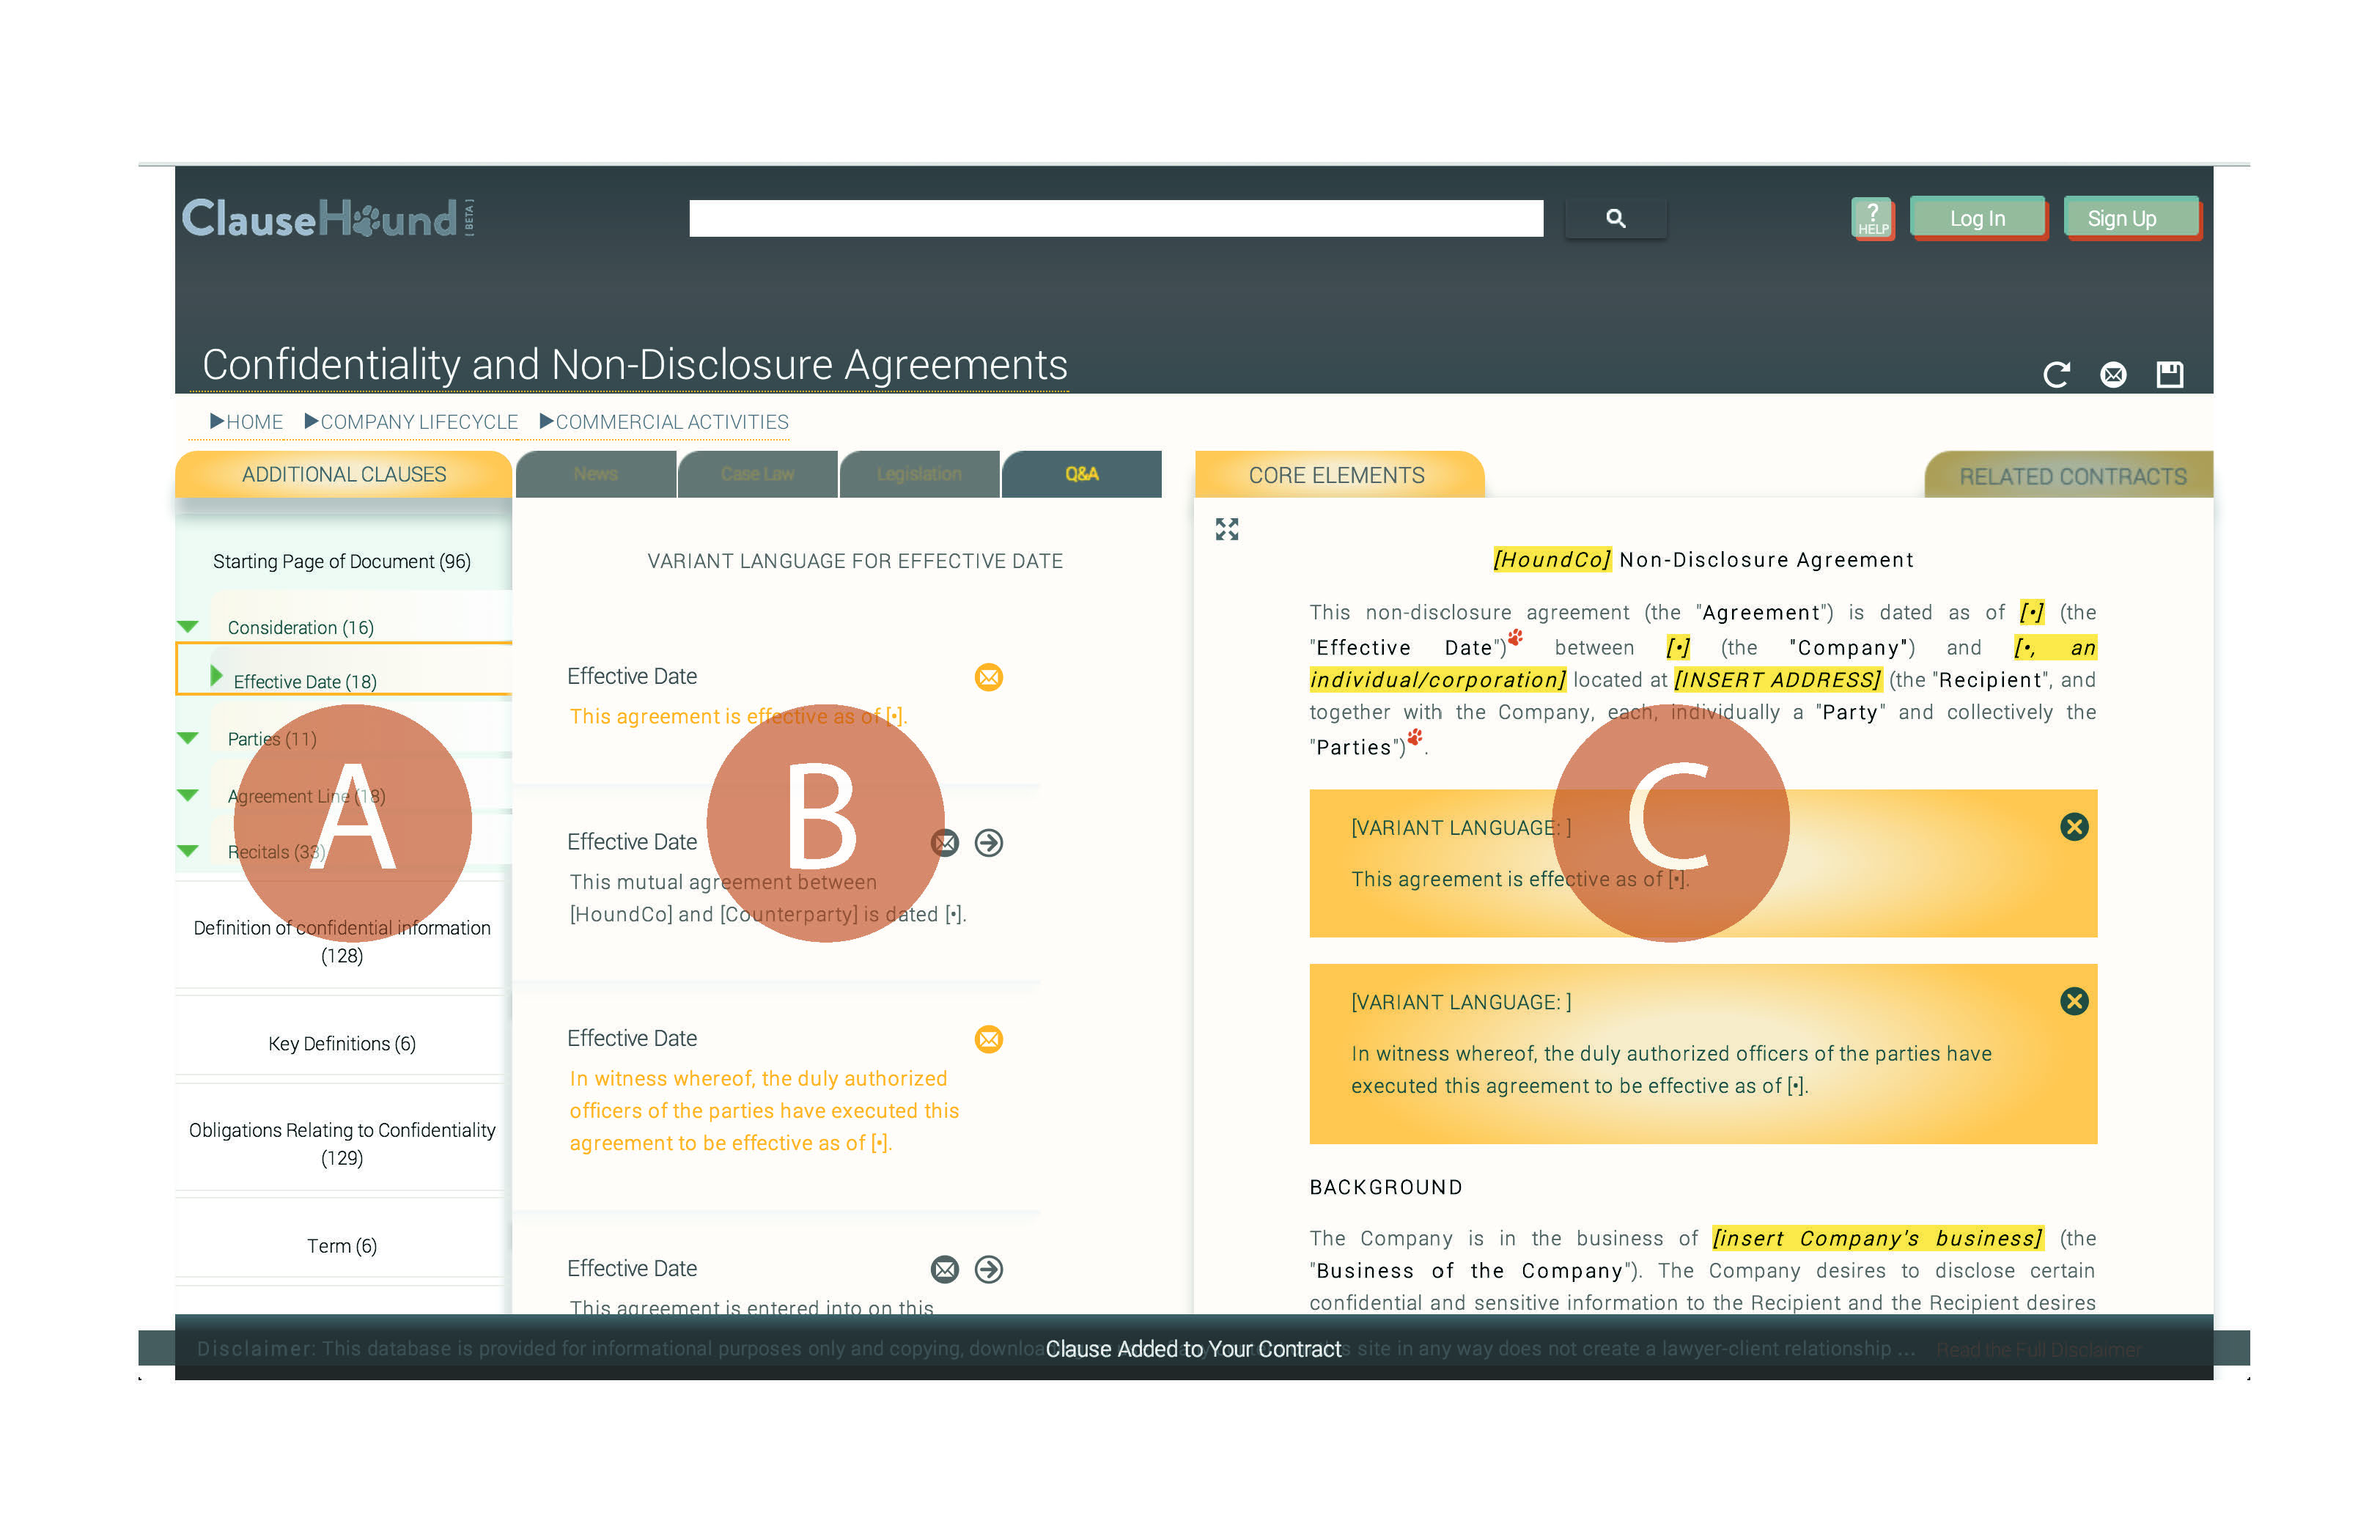 ClauseHound [BETA]
? HELP
Log In
Sign Up
Confidentiality and Non-Disclosure Agreements
HOME COMPANY LIFECYCLE COMMERCIAL ACTIVITIES
ADDITIONAL CLAUSES
News
Case Law
Legislation
Q&A
CORE ELEMENTS
RELATED CONTRACTS
Starting Page of Document (96)
Consideration (16)
Effective Date (18)
Parties (11)
Agreement Line (18)
Recitals (33)
Definition of confidential information
(128)
Key Definitions (6)
Obligations Relating to Confidentiality
(129)
Term (6)
A
VARIANT LANGUAGE FOR EFFECTIVE DATE
Effective Date
This agreement is effective as of [•].
Effective Date
This mutual agreement between
[HoundCo] and [Counterparty] is dated [•].
Effective Date
In witness whereof, the duly authorized
officers of the parties have executed this
agreement to be effective as of [•].
Effective Date
This agreement is entered into on this
B
[HoundCo] Non-Disclosure Agreement
This non-disclosure agreement (the "Agreement") is dated as of [•] (the
"Effective Date") between [•] (the "Company") and [•, an
individual/corporation] located at [INSERT ADDRESS] (the "Recipient", and
together with the Company, each, individually a "Party" and collectively the
"Parties").
[VARIANT LANGUAGE: ]
This agreement is effective as of [•].
[VARIANT LANGUAGE: ]
In witness whereof, the duly authorized officers of the parties have
executed this agreement to be effective as of [•].
C
BACKGROUND
The Company is in the business of [insert Company's business] (the
"Business of the Company"). The Company desires to disclose certain
confidential and sensitive information to the Recipient and the Recipient desires
Disclaimer: This database is provided for informational purposes only and copying, site in any way does not create a lawyer-client relationship ... Read the Full Disclaimer
Clause Added to Your Contract